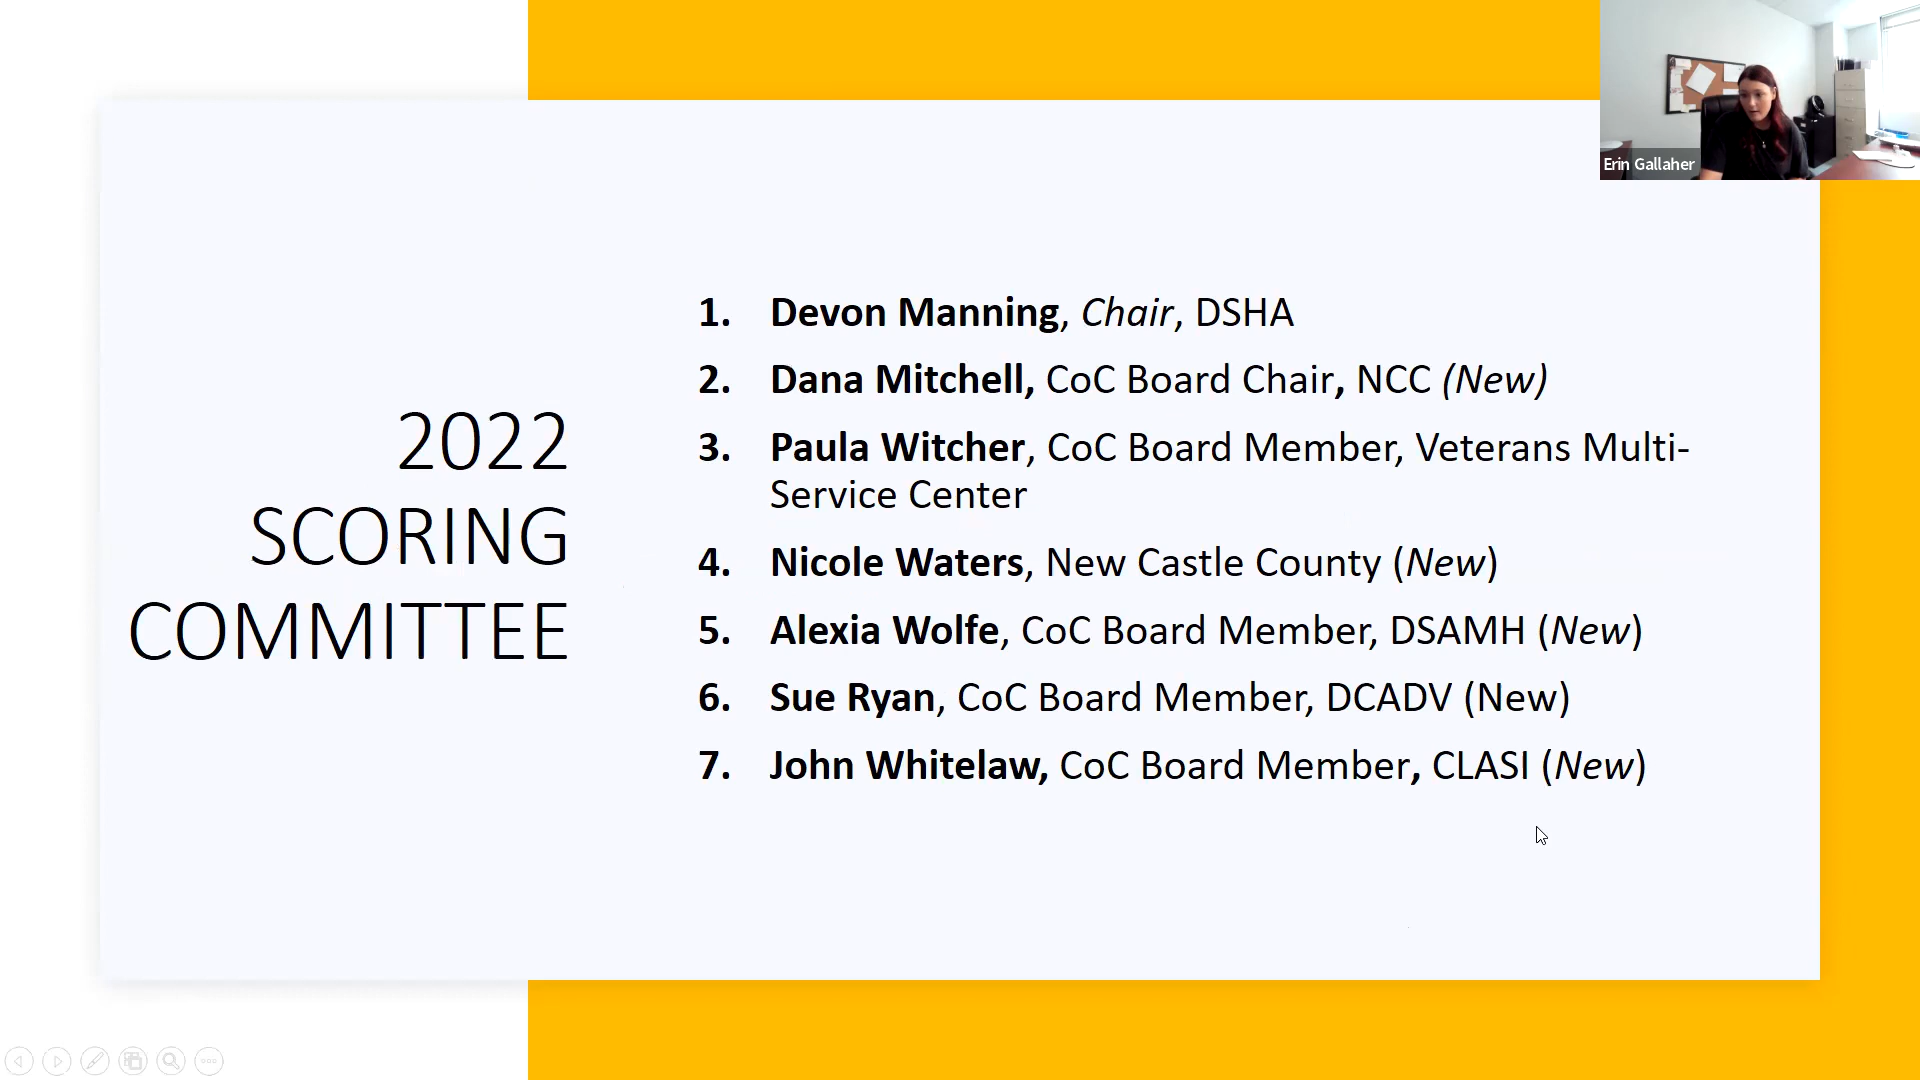 Erin Gallaher
2022
SCORING
COMMITTEE
1. Devon Manning, Chair, DSHA
2. Dana Mitchell, CoC Board Chair, NCC (New)
3. Paula Witcher, CoC Board Member, Veterans Multi-
Service Center
4. Nicole Waters, New Castle County (New)
5. Alexia Wolfe, CoC Board Member, DSAMH (New)
6. Sue Ryan, CoC Board Member, DCADV (New)
7. John Whitelaw, CoC Board Member, CLASI (New)